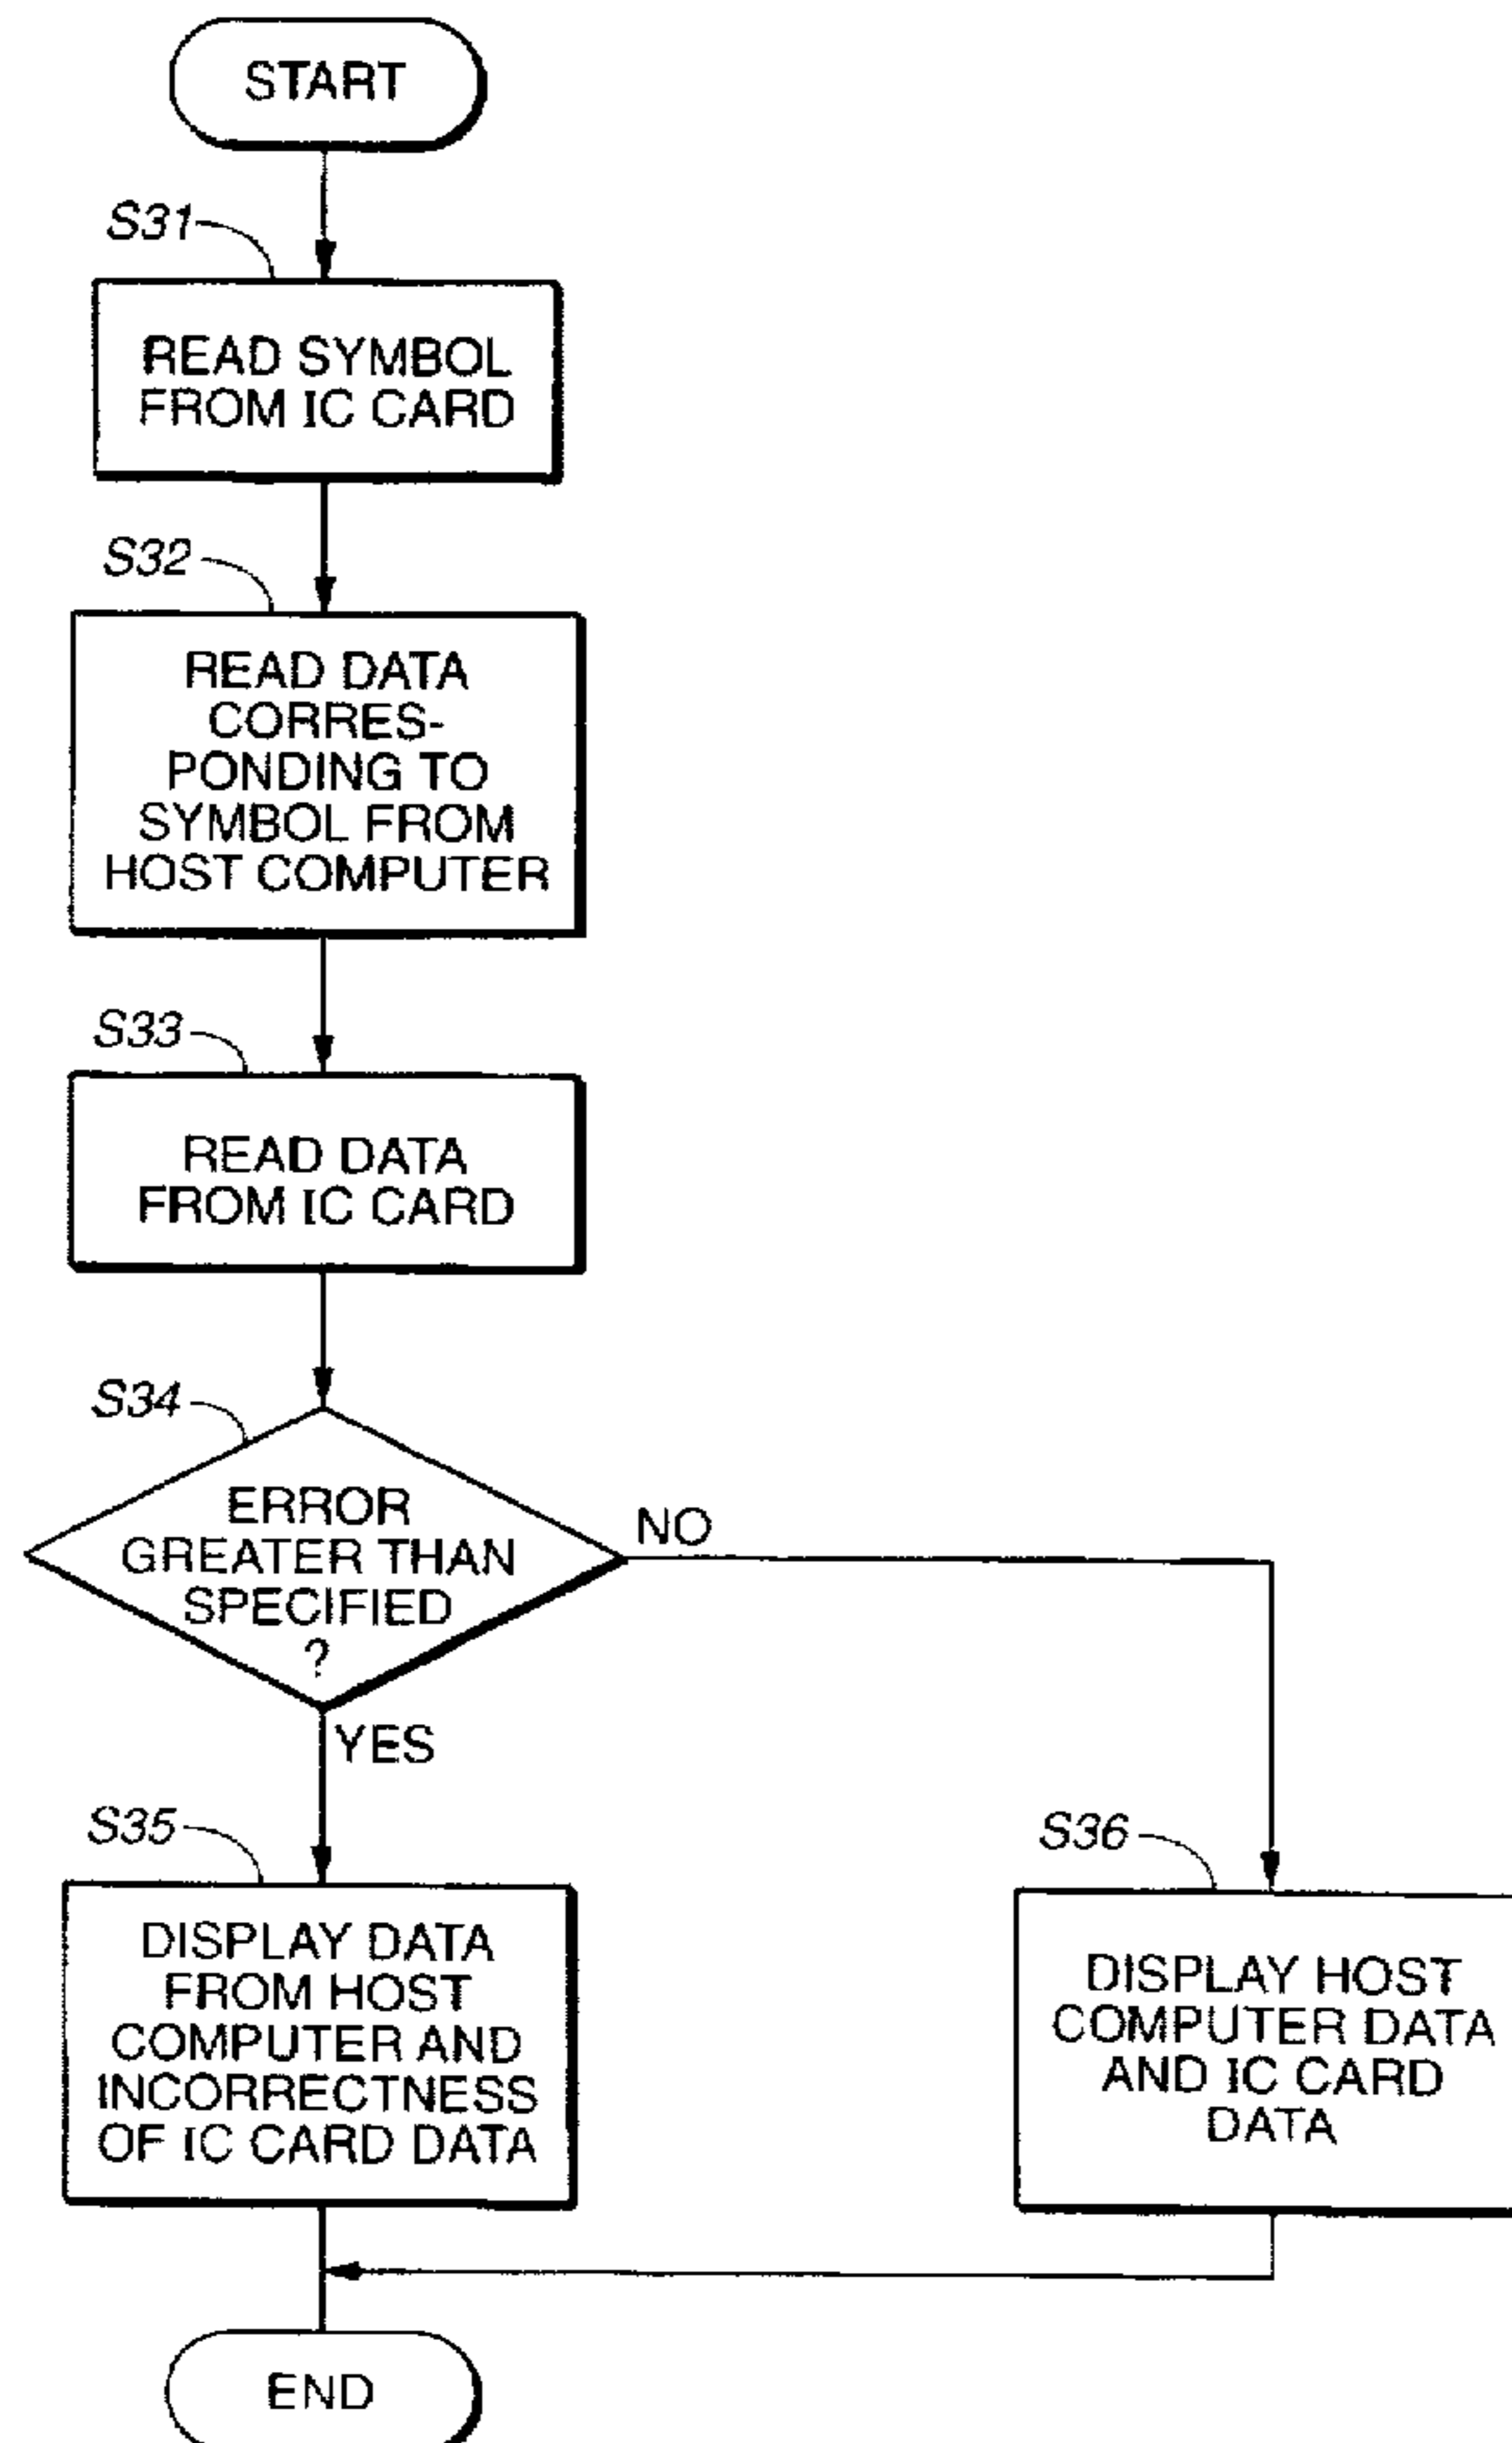 START
S31
READ SYMBOL
FROM IC CARD
S32
READ DATA
CORRES-
PONDING TO
SYMBOL FROM
HOST COMPUTER
S33
READ DATA
FROM IC CARD
S34
ERROR
GREATER THAN
SPECIFIED
?
NO
YES
S35
DISPLAY DATA
FROM HOST
COMPUTER AND
INCORRECTNESS
OF IC CARD DATA
S36
DISPLAY HOST
COMPUTER DATA
AND IC CARD
DATA
END